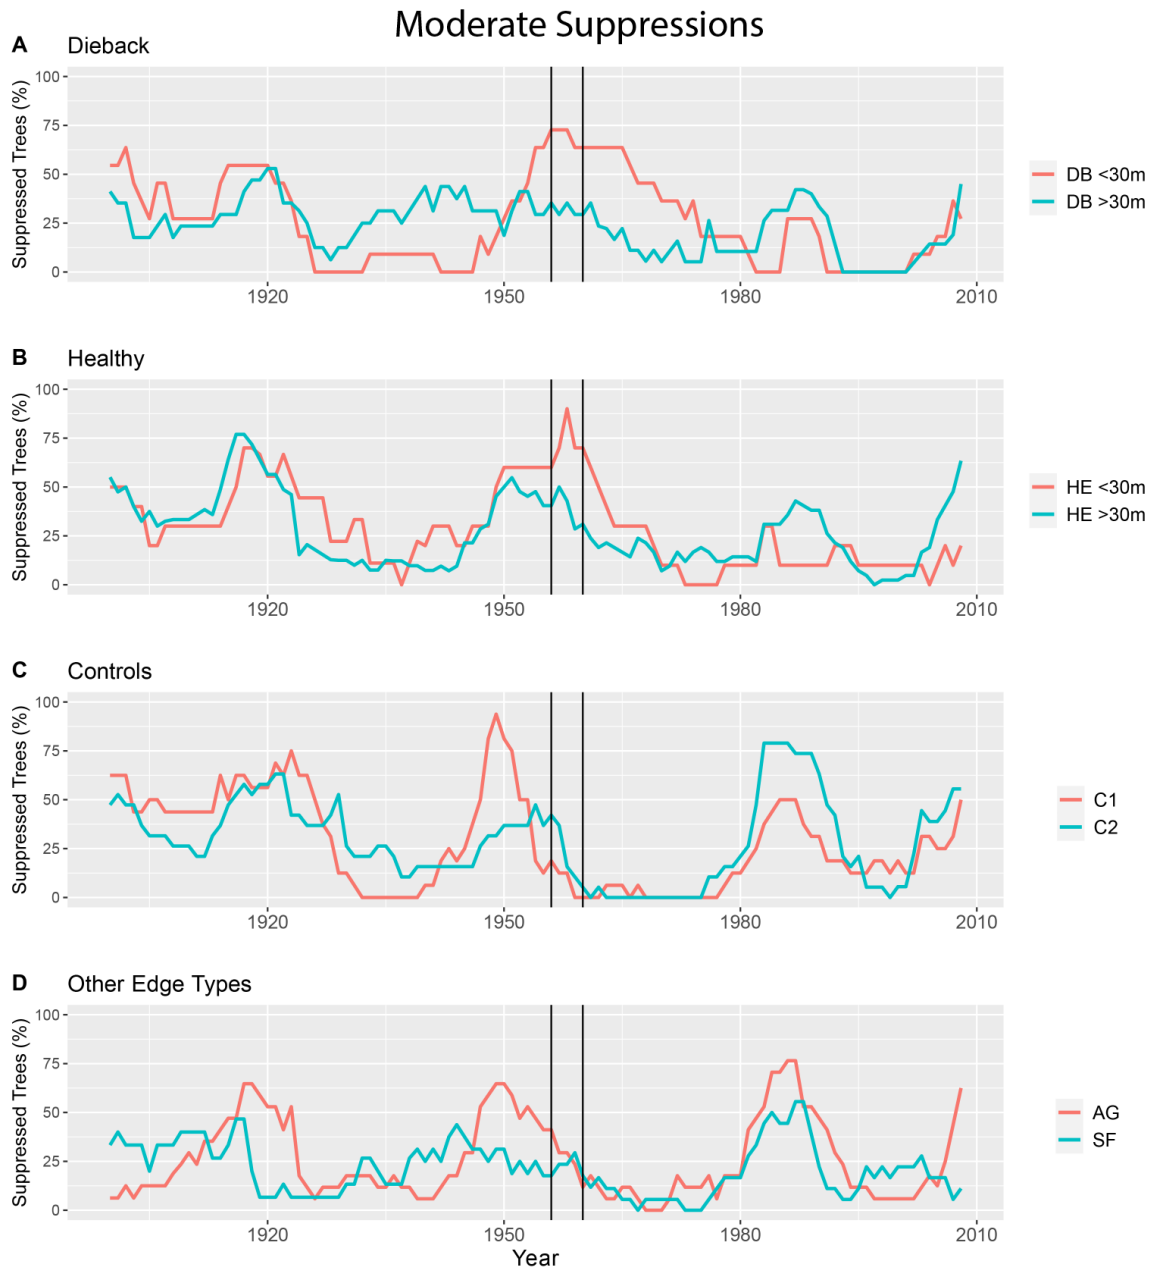 Moderate Suppressions
A Dieback
Suppressed Trees (%)
100
75
50
25
0
1920 1950 1980 2010
DB <30m
DB >30m
B Healthy
Suppressed Trees (%)
100
75
50
25
0
1920 1950 1980 2010
HE <30m
HE >30m
C Controls
Suppressed Trees (%)
100
75
50
25
0
1920 1950 1980 2010
C1
C2
D Other Edge Types
Suppressed Trees (%)
100
75
50
25
0
1920 1950 1980 2010
AG
SF
Year